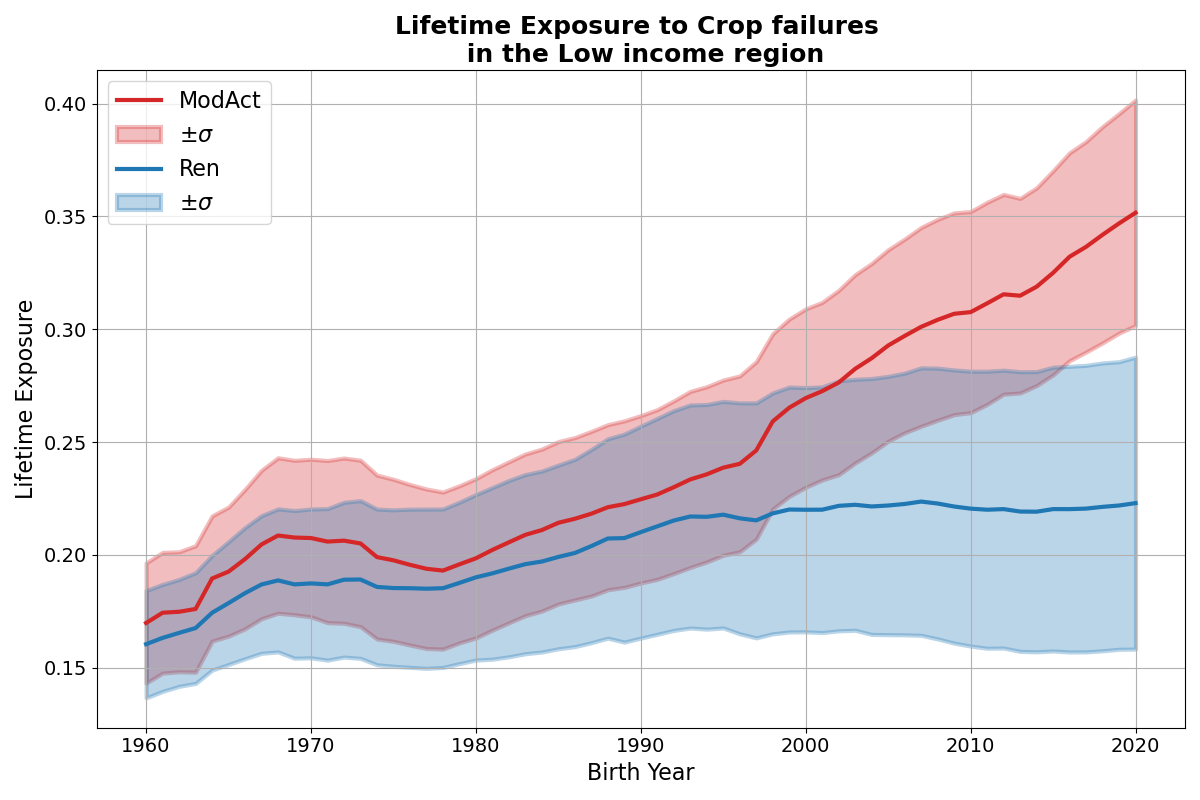 Lifetime Exposure to Crop failures
in the Low income region
ModAct
±σ
Ren
±σ
Lifetime Exposure
0.40
0.35
0.30
0.25
0.20
0.15
1960
1970
1980
1990
2000
2010
2020
Birth Year